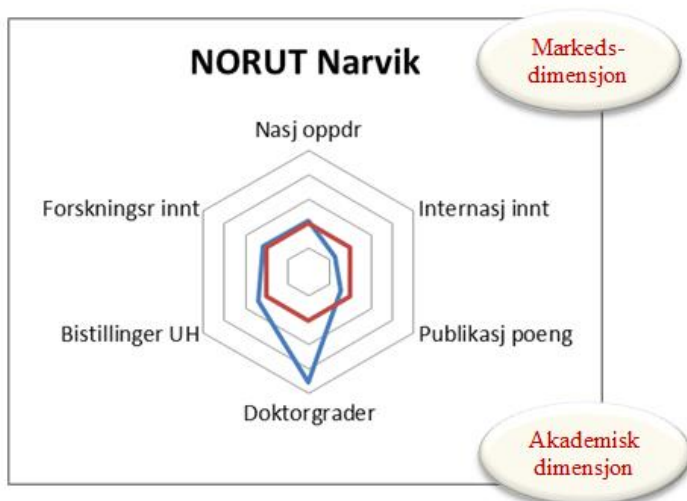 Markeds-
dimensjon
NORUT Narvik
Nasj oppdr
Forskningsr innt
Internasj innt
Bistillinger UH
Publikasj poeng
Doktorgrader
Akademisk
dimensjon